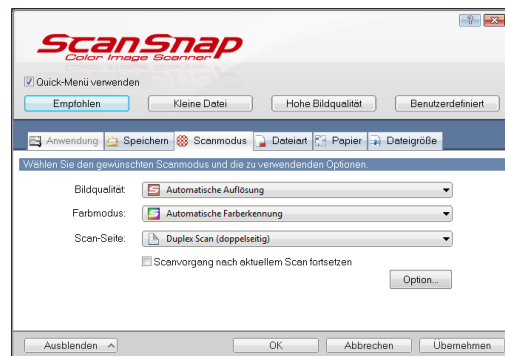 ScanSnap
Color Image Scanner
Quick-Menü verwenden
Empfohlen Kleine Datei Hohe Bildqualität Benutzerdefiniert
Anwendung Speichern Scanmodus Dateiart Papier Dateigröße
Wählen Sie den gewünschten Scanmodus und die zu verwendenden Optionen.
Bildqualität: Automatische Auflösung
Farbmodus: Automatische Farberkennung
Scan-Seite: Duplex Scan (doppelseitig)
Scanvorgang nach aktuellem Scan fortsetzen
Option...
Ausblenden OK Abbrechen Übernehmen